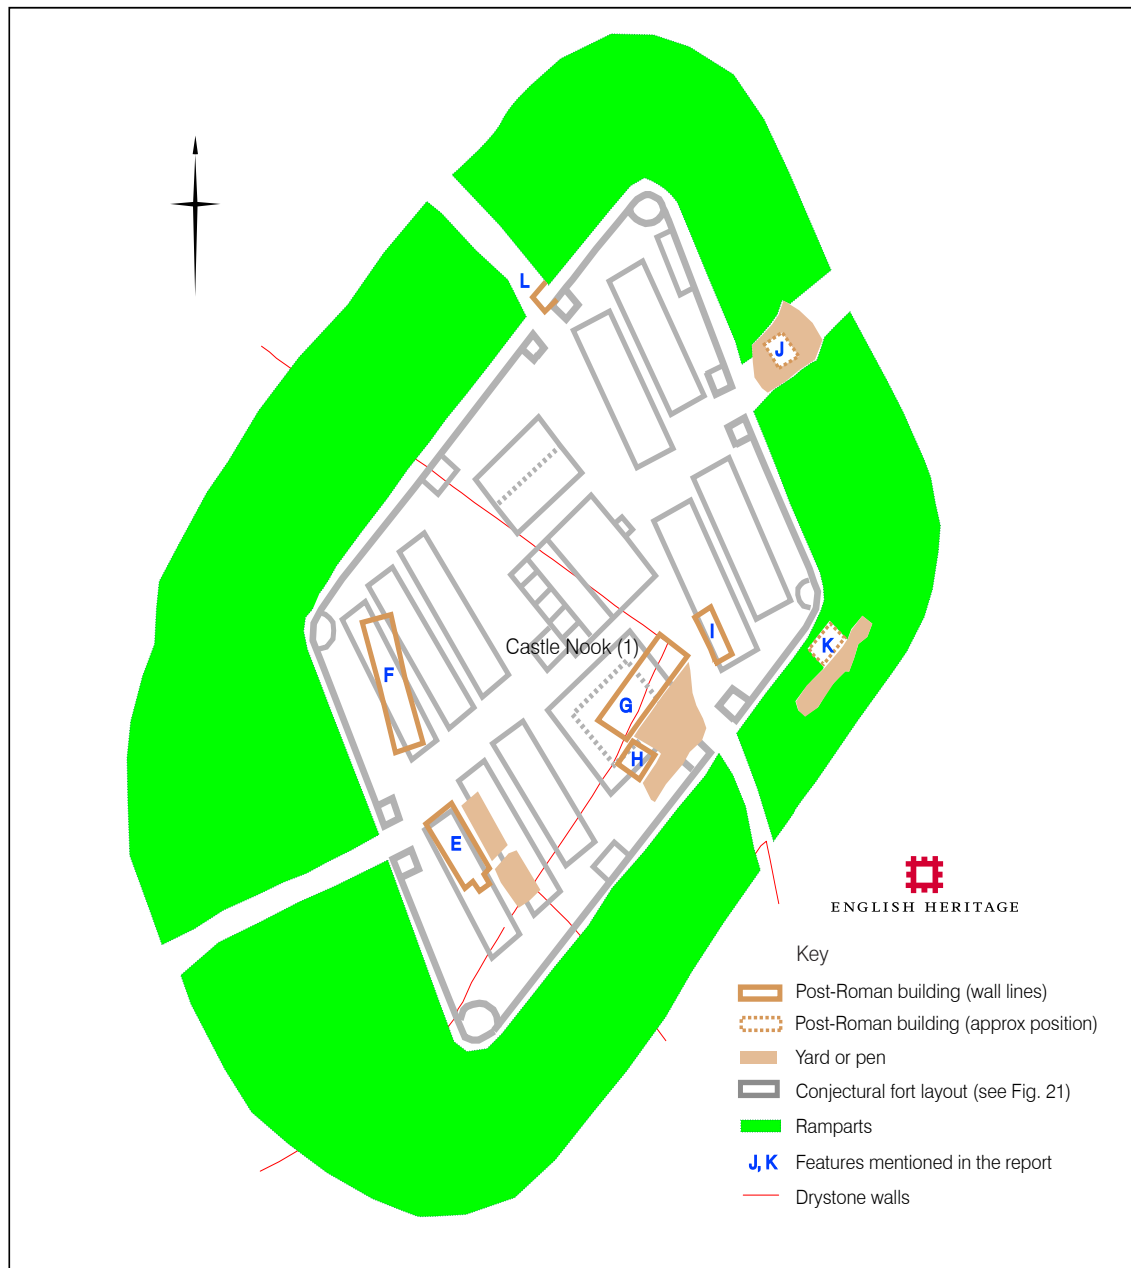 L
J
Castle Nook (1)
I
K
F
G
H
E
ENGLISH HERITAGE
Key
Post-Roman building (wall lines)
Post-Roman building (approx position)
Yard or pen
Conjectural fort layout (see Fig. 21)
Ramparts
J, K Features mentioned in the report
Drystone walls